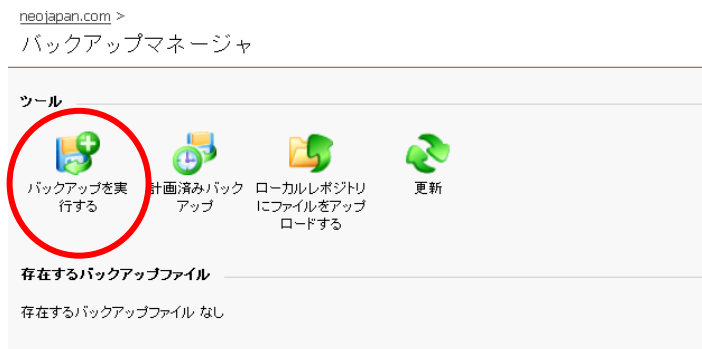 neojapan.com >
バックアップマネージャ
ツール
バックアップを実
行する
計画済みバック
アップ
ローカルレポジトリ
にファイルをアップ
ロードする
更新
存在するバックアップファイル
存在するバックアップファイル なし